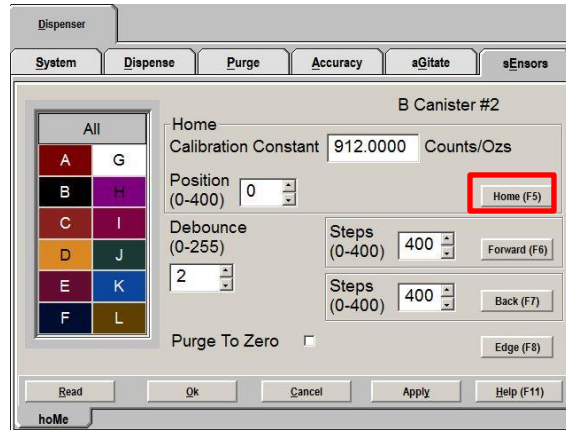 Dispenser
System Dispense Purge Accuracy aGitate sEnsors
B Canister #2
All
A G
B H
C I
D J
E K
F L
Home
Calibration Constant 912.0000 Counts/Ozs
Position
(0-400) 0 Home (F5)
Debounce
(0-255)
2
Steps
(0-400) 400 Forward (F6)
Steps
(0-400) 400 Back (F7)
Purge To Zero Edge (F8)
Read Ok Cancel Apply Help (F11)
hoMe